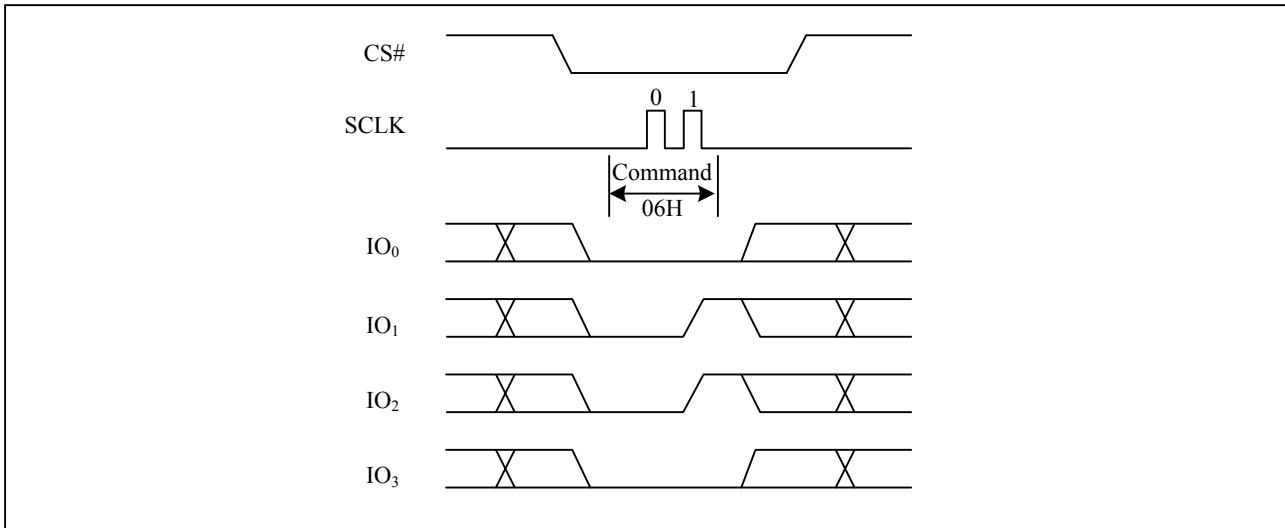 CS#
0 1
SCLK
Command
06H
IO₀
IO₁
IO₂
IO₃